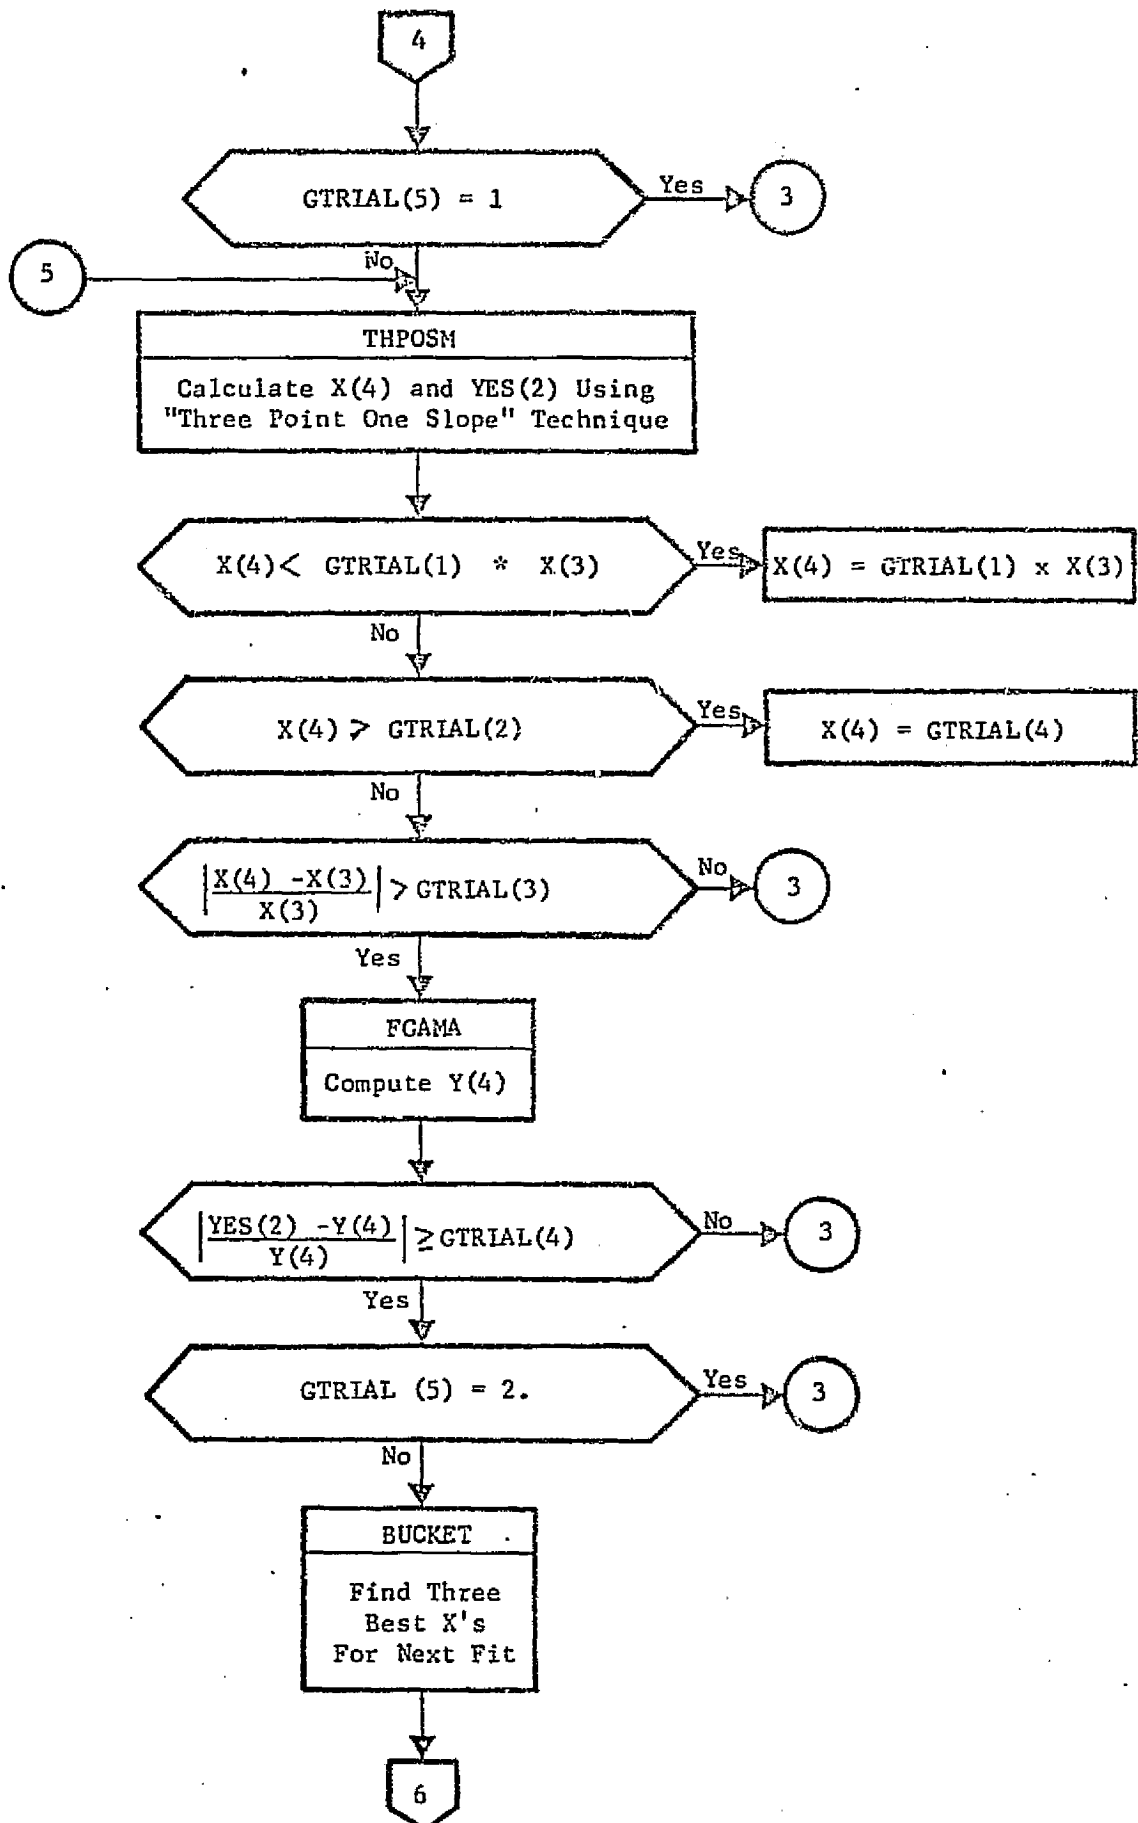 4
GTRIAL(5) = 1
Yes
3
No
5
THPOSM
Calculate X(4) and YES(2) Using
"Three Point One Slope" Technique
X(4)< GTRIAL(1) * X(3)
Yes
X(4) = GTRIAL(1) x X(3)
No
X(4) > GTRIAL(2)
Yes
X(4) = GTRIAL(4)
No
|X(4) -X(3)
X(3)| > GTRIAL(3)
No
3
Yes
FGAMA
Compute Y(4)
|YES(2) -Y(4)
Y(4)| ≥ GTRIAL(4)
No
3
Yes
GTRIAL (5) = 2.
Yes
3
No
BUCKET
Find Three
Best X's
For Next Fit
6